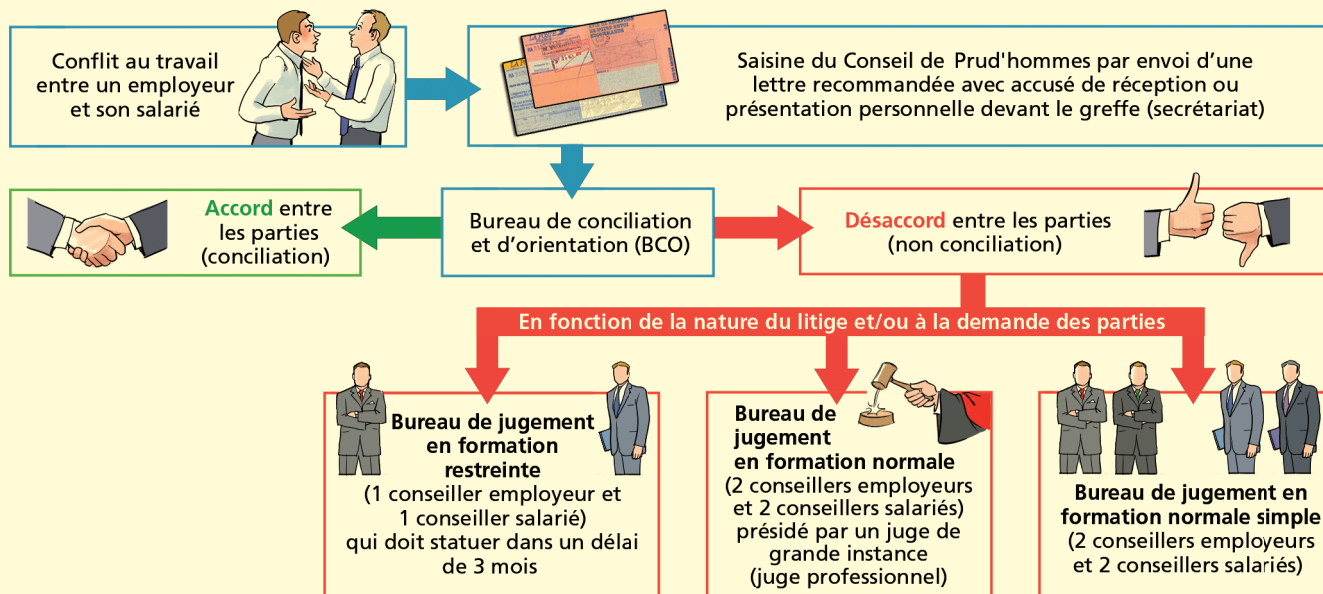 Conflit au travail
entre un employeur
et son salarié
Saisine du Conseil de Prud'hommes par envoi d’une
lettre recommandée avec accusé de réception ou
présentation personnelle devant le greffe (secrétariat)
Accord entre
les parties
(conciliation)
Bureau de conciliation
et d’orientation (BCO)
Désaccord entre les parties
(non conciliation)
En fonction de la nature du litige et/ou à la demande des parties
Bureau de jugement
en formation
restreinte
(1 conseiller employeur et
1 conseiller salarié)
qui doit statuer dans un délai
de 3 mois
Bureau de
jugement
en formation normale
(2 conseillers employeurs
et 2 conseillers salariés)
présidé par un juge de
grande instance
(juge professionnel)
Bureau de jugement en
formation normale simple
(2 conseillers employeurs
et 2 conseillers salariés)